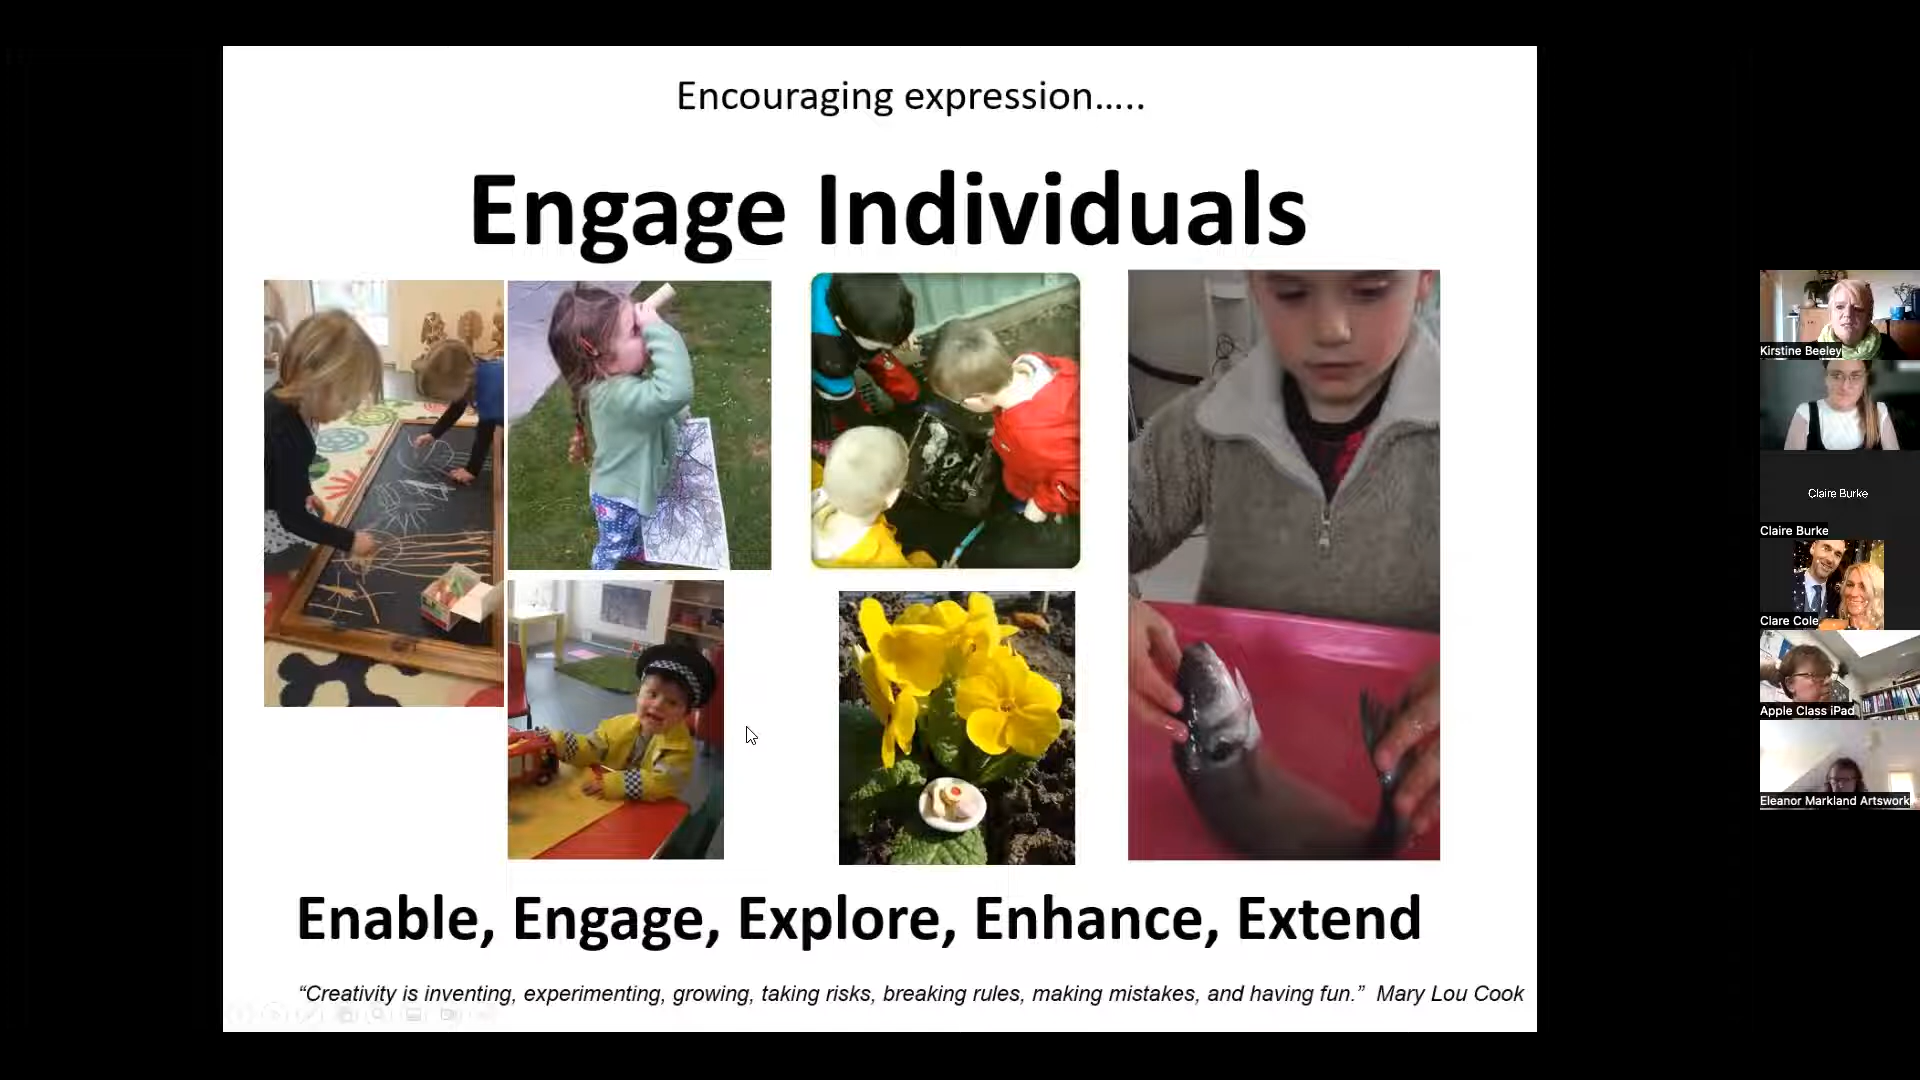 Encouraging expression…..
Engage Individuals
Enable, Engage, Explore, Enhance, Extend
“Creativity is inventing, experimenting, growing, taking risks, breaking rules, making mistakes, and having fun.” Mary Lou Cook
Kirstine Beeley
Claire Burke
Claire Burke
Clare Cole
Apple Class iPad
Eleanor Markland Artswork